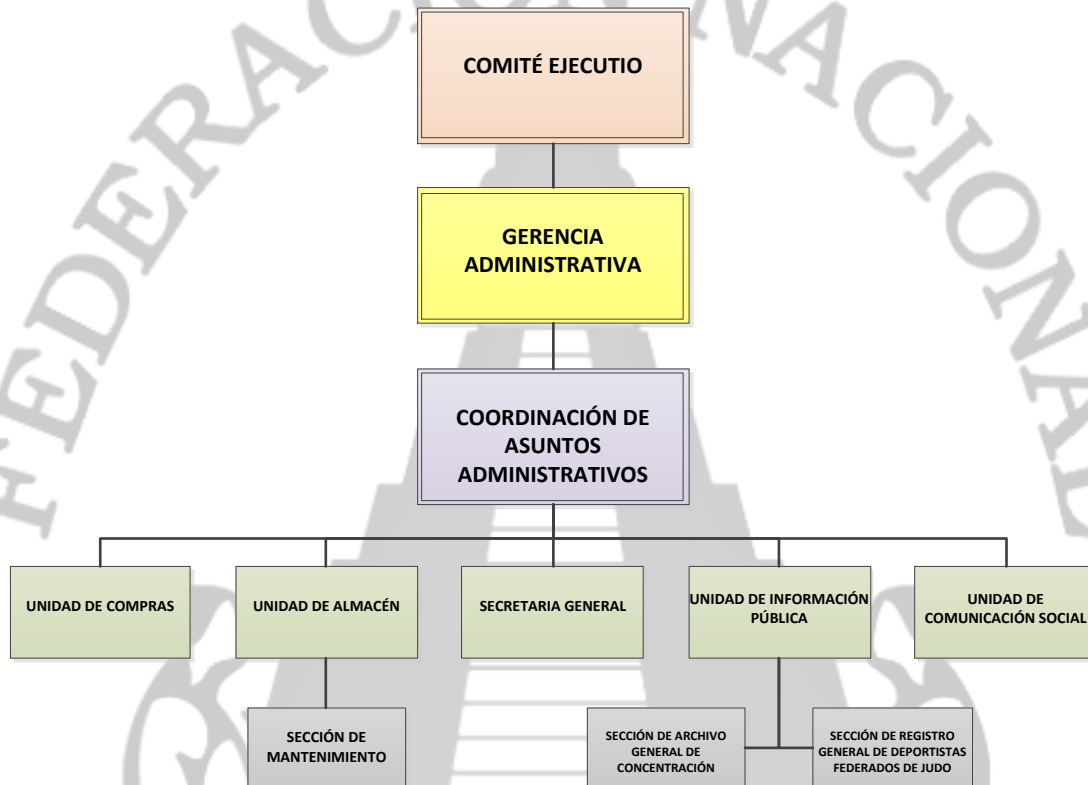 FEDERACION NACIONAL
COMITÉ EJECUTIO
GERENCIA
ADMINISTRATIVA
COORDINACIÓN DE
ASUNTOS
ADMINISTRATIVOS
UNIDAD DE COMPRAS
UNIDAD DE ALMACÉN
SECRETARIA GENERAL
UNIDAD DE INFORMACIÓN
PÚBLICA
UNIDAD DE
COMUNICACIÓN SOCIAL
SECCIÓN DE
MANTENIMIENTO
SECCIÓN DE ARCHIVO
GENERAL DE
CONCENTRACIÓN
SECCIÓN DE REGISTRO
GENERAL DE DEPORTISTAS
FEDERADOS DE JUDO